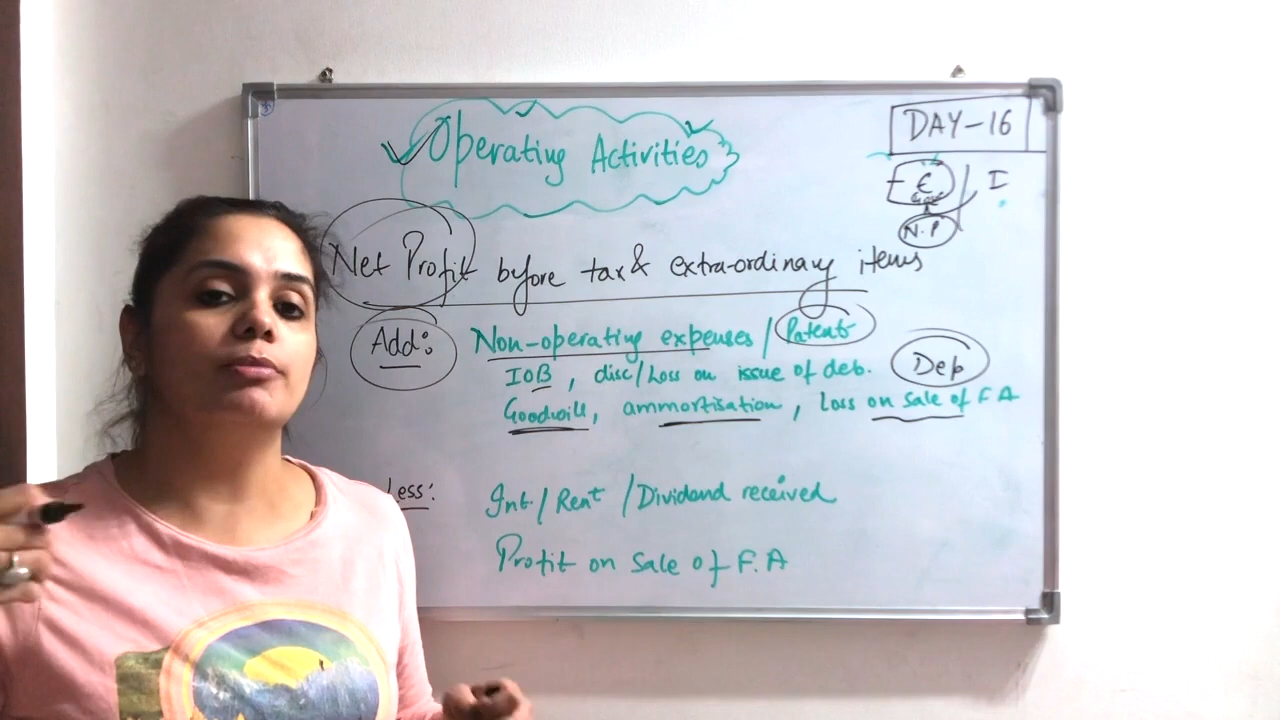 Operating Activities
DAY-16
E / I
N.P
Net Profit before tax & extra-ordinary items
Add: Non-operating expenses / Patents
IOB, disc/Loss on issue of deb. Dep
Goodwill, ammortisation, Loss on sale of F A
Less: Int/Rent/Dividend received
Profit on sale of F.A